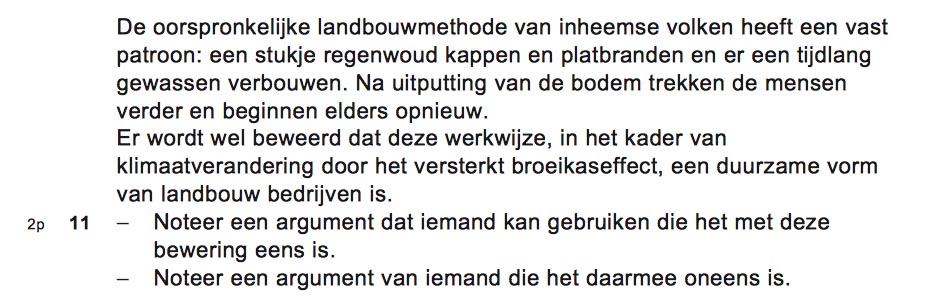 De oorspronkelijke landbouwmethode van inheemse volken heeft een vast
patroon: een stukje regenwoud kappen en platbranden en er een tijdlang
gewassen verbouwen. Na uitputting van de bodem trekken de mensen
verder en beginnen elders opnieuw.
Er wordt wel beweerd dat deze werkwijze, in het kader van
klimaatverandering door het versterkt broeikaseffect, een duurzame vorm
van landbouw bedrijven is.
2p 11 – Noteer een argument dat iemand kan gebruiken die het met deze
bewering eens is.
– Noteer een argument van iemand die het daarmee oneens is.